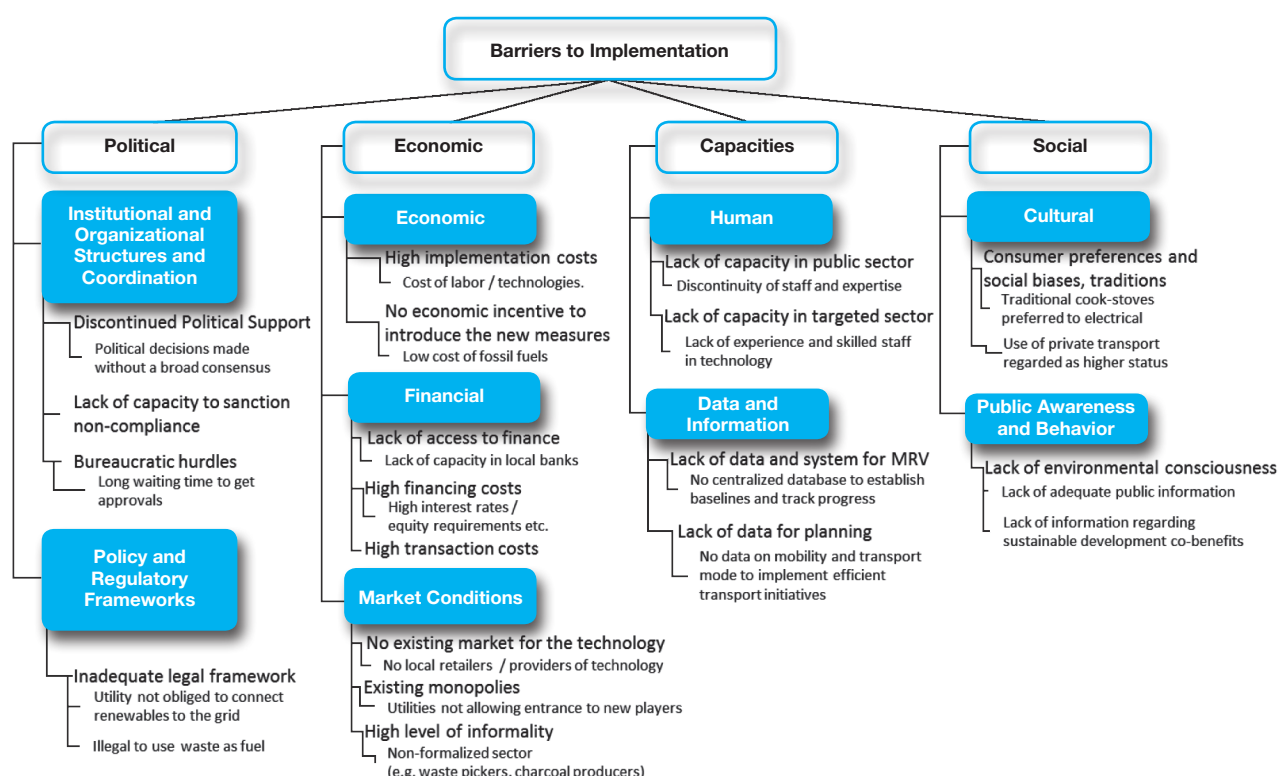 Barriers to Implementation
Political
Institutional and
Organizational
Structures and
Coordination
Discontinued Political Support
Political decisions made
without a broad consensus
Lack of capacity to sanction
non-compliance
Bureaucratic hurdles
Long waiting time to get
approvals
Policy and
Regulatory
Frameworks
Inadequate legal framework
Utility not obliged to connect
renewables to the grid
Illegal to use waste as fuel
Economic
Economic
High implementation costs
Cost of labor / technologies.
No economic incentive to
introduce the new measures
Low cost of fossil fuels
Financial
Lack of access to finance
Lack of capacity in local banks
High financing costs
High interest rates /
equity requirements etc.
High transaction costs
Market Conditions
No existing market for the technology
No local retailers / providers of technology
Existing monopolies
Utilities not allowing entrance to new players
High level of informality
Non-formalized sector
(e.g. waste pickers, charcoal producers)
Capacities
Human
Lack of capacity in public sector
Discontinuity of staff and expertise
Lack of capacity in targeted sector
Lack of experience and skilled staff
in technology
Data and
Information
Lack of data and system for MRV
No centralized database to establish
baselines and track progress
Lack of data for planning
No data on mobility and transport
mode to implement efficient
transport initiatives
Social
Cultural
Consumer preferences and
social biases, traditions
Traditional cook-stoves
preferred to electrical
Use of private transport
regarded as higher status
Public Awareness
and Behavior
Lack of environmental consciousness
Lack of adequate public information
Lack of information regarding
sustainable development co-benefits